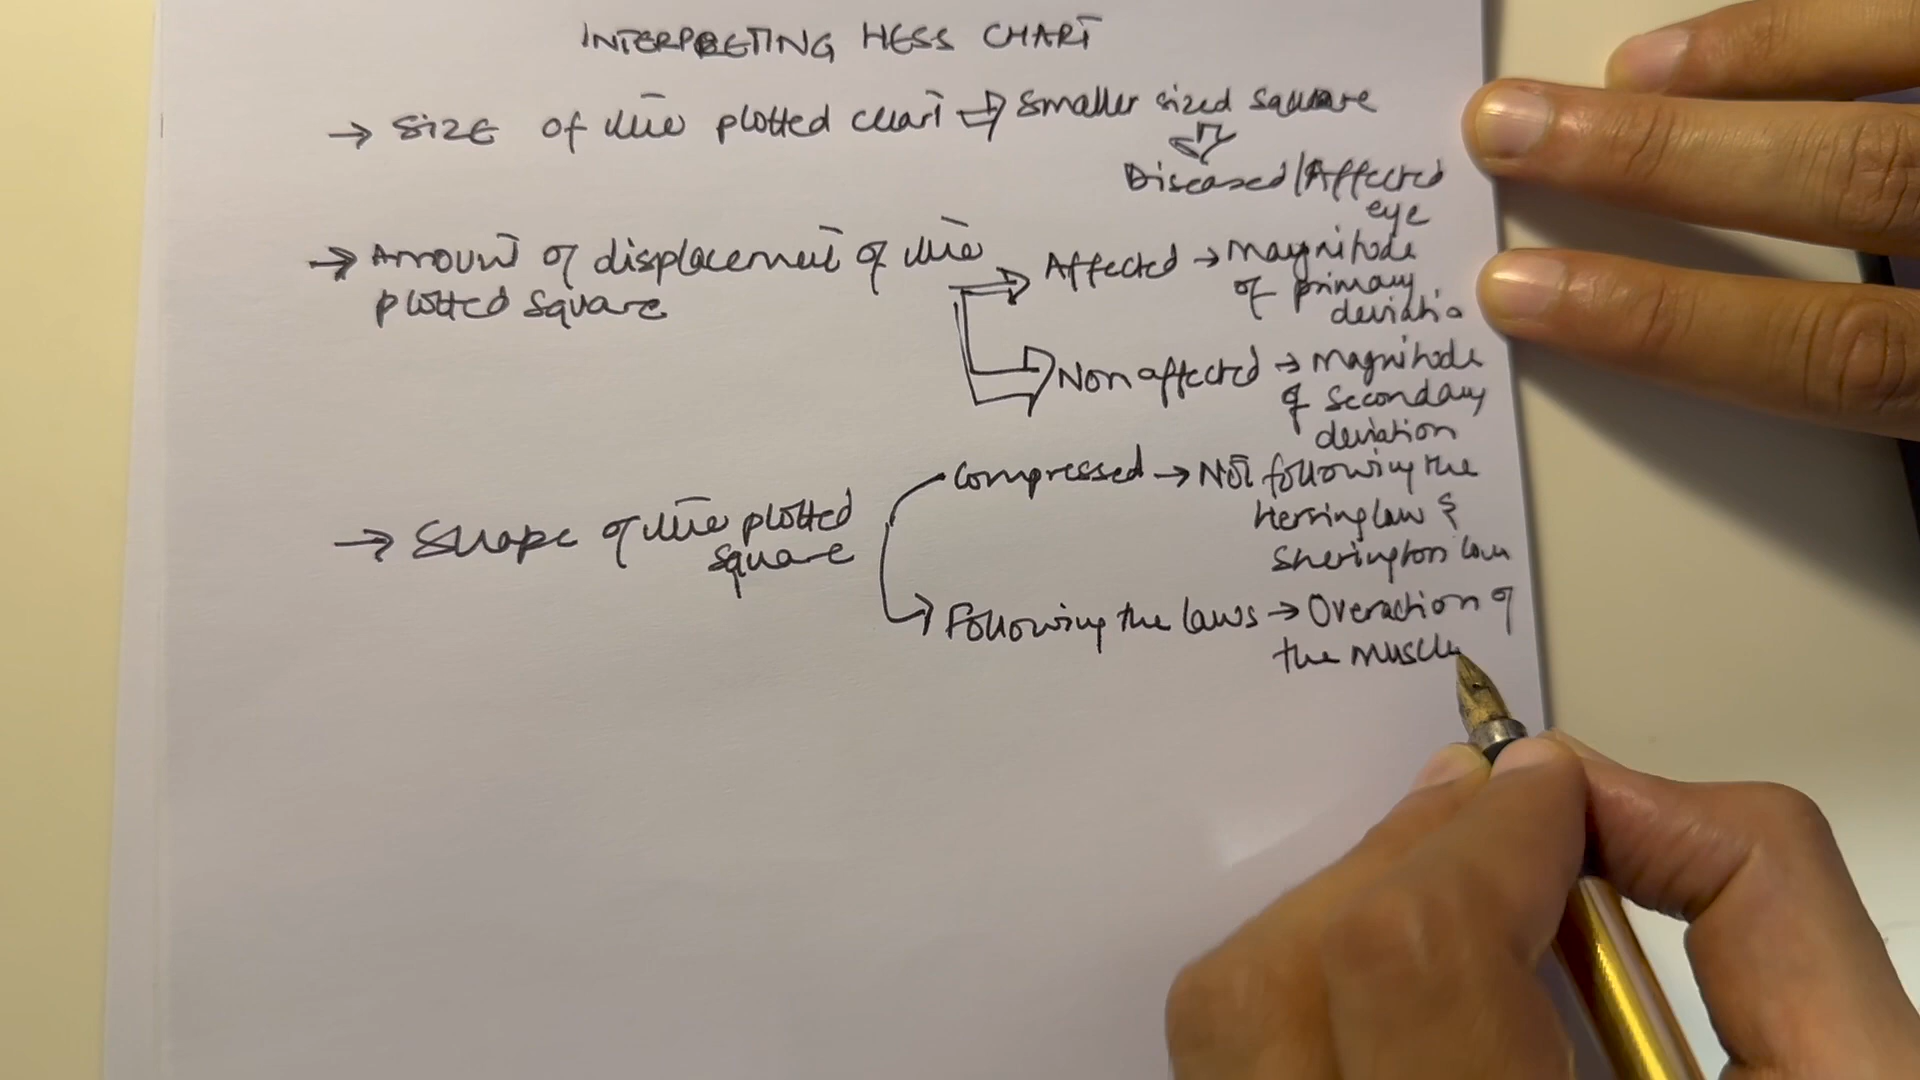 INTERPRETING HESS CHART
→ SIZE of the plotted chart ⇒ Smaller sized square
Diseased/Affected
eye
→ Amount of displacement of the
plotted square
Affected → Magnitude
of primary
deviatio
Non affected → Magnitude
of Secondary
deviation
→ Shape of the plotted
square
Compressed → Not following the
Herring law &
Sherington law
Following the laws → Overaction of
the muscle